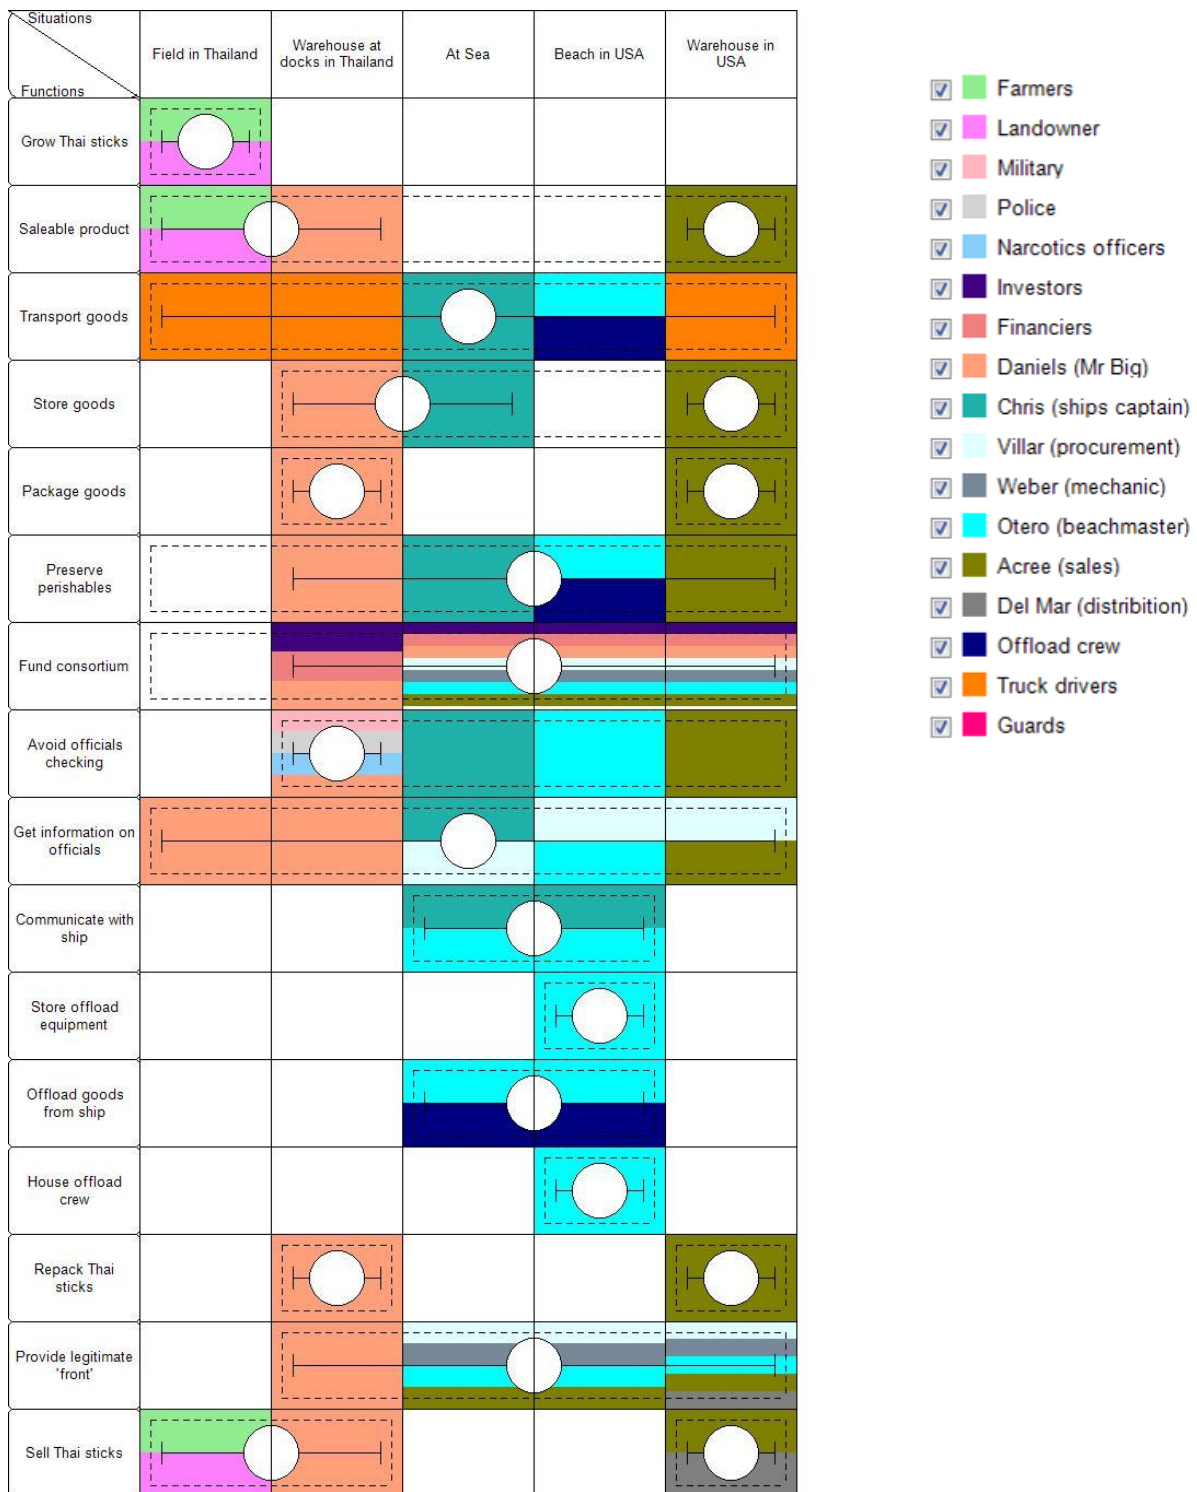 Situations
Functions
Field in Thailand
Warehouse at
docks in Thailand
At Sea
Beach in USA
Warehouse in
USA
Grow Thai sticks
Saleable product
Transport goods
Store goods
Package goods
Preserve
perishables
Fund consortium
Avoid officials
checking
Get information on
officials
Communicate with
ship
Store offload
equipment
Offload goods
from ship
House offload
crew
Repack Thai
sticks
Provide legitimate
'front'
Sell Thai sticks
Farmers
Landowner
Military
Police
Narcotics officers
Investors
Financiers
Daniels (Mr Big)
Chris (ships captain)
Villar (procurement)
Weber (mechanic)
Otero (beachmaster)
Acree (sales)
Del Mar (distribition)
Offload crew
Truck drivers
Guards